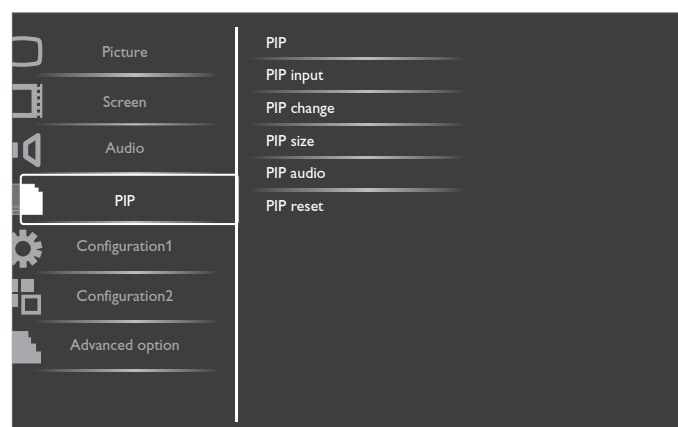 Picture
Screen
Audio
PIP
Configuration1
Configuration2
Advanced option
PIP
PIP input
PIP change
PIP size
PIP audio
PIP reset